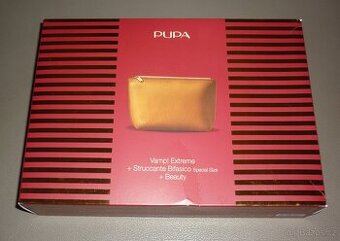 PUPA
Vamp! Extreme
+ Struccante Bifasico Special Size
+ Beauty